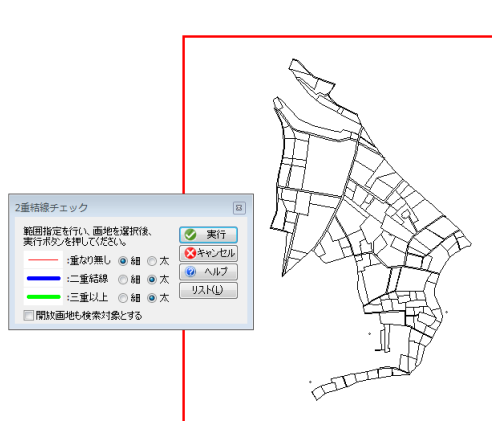 2重結線チェック
範囲指定を行い、画地を選択後、
実行ボタンを押してください。
:重なり無し 細 太
:二重結線 細 太
:三重以上 細 太
開放画地も検索対象とする
実行
キャンセル
ヘルプ
リスト(L)